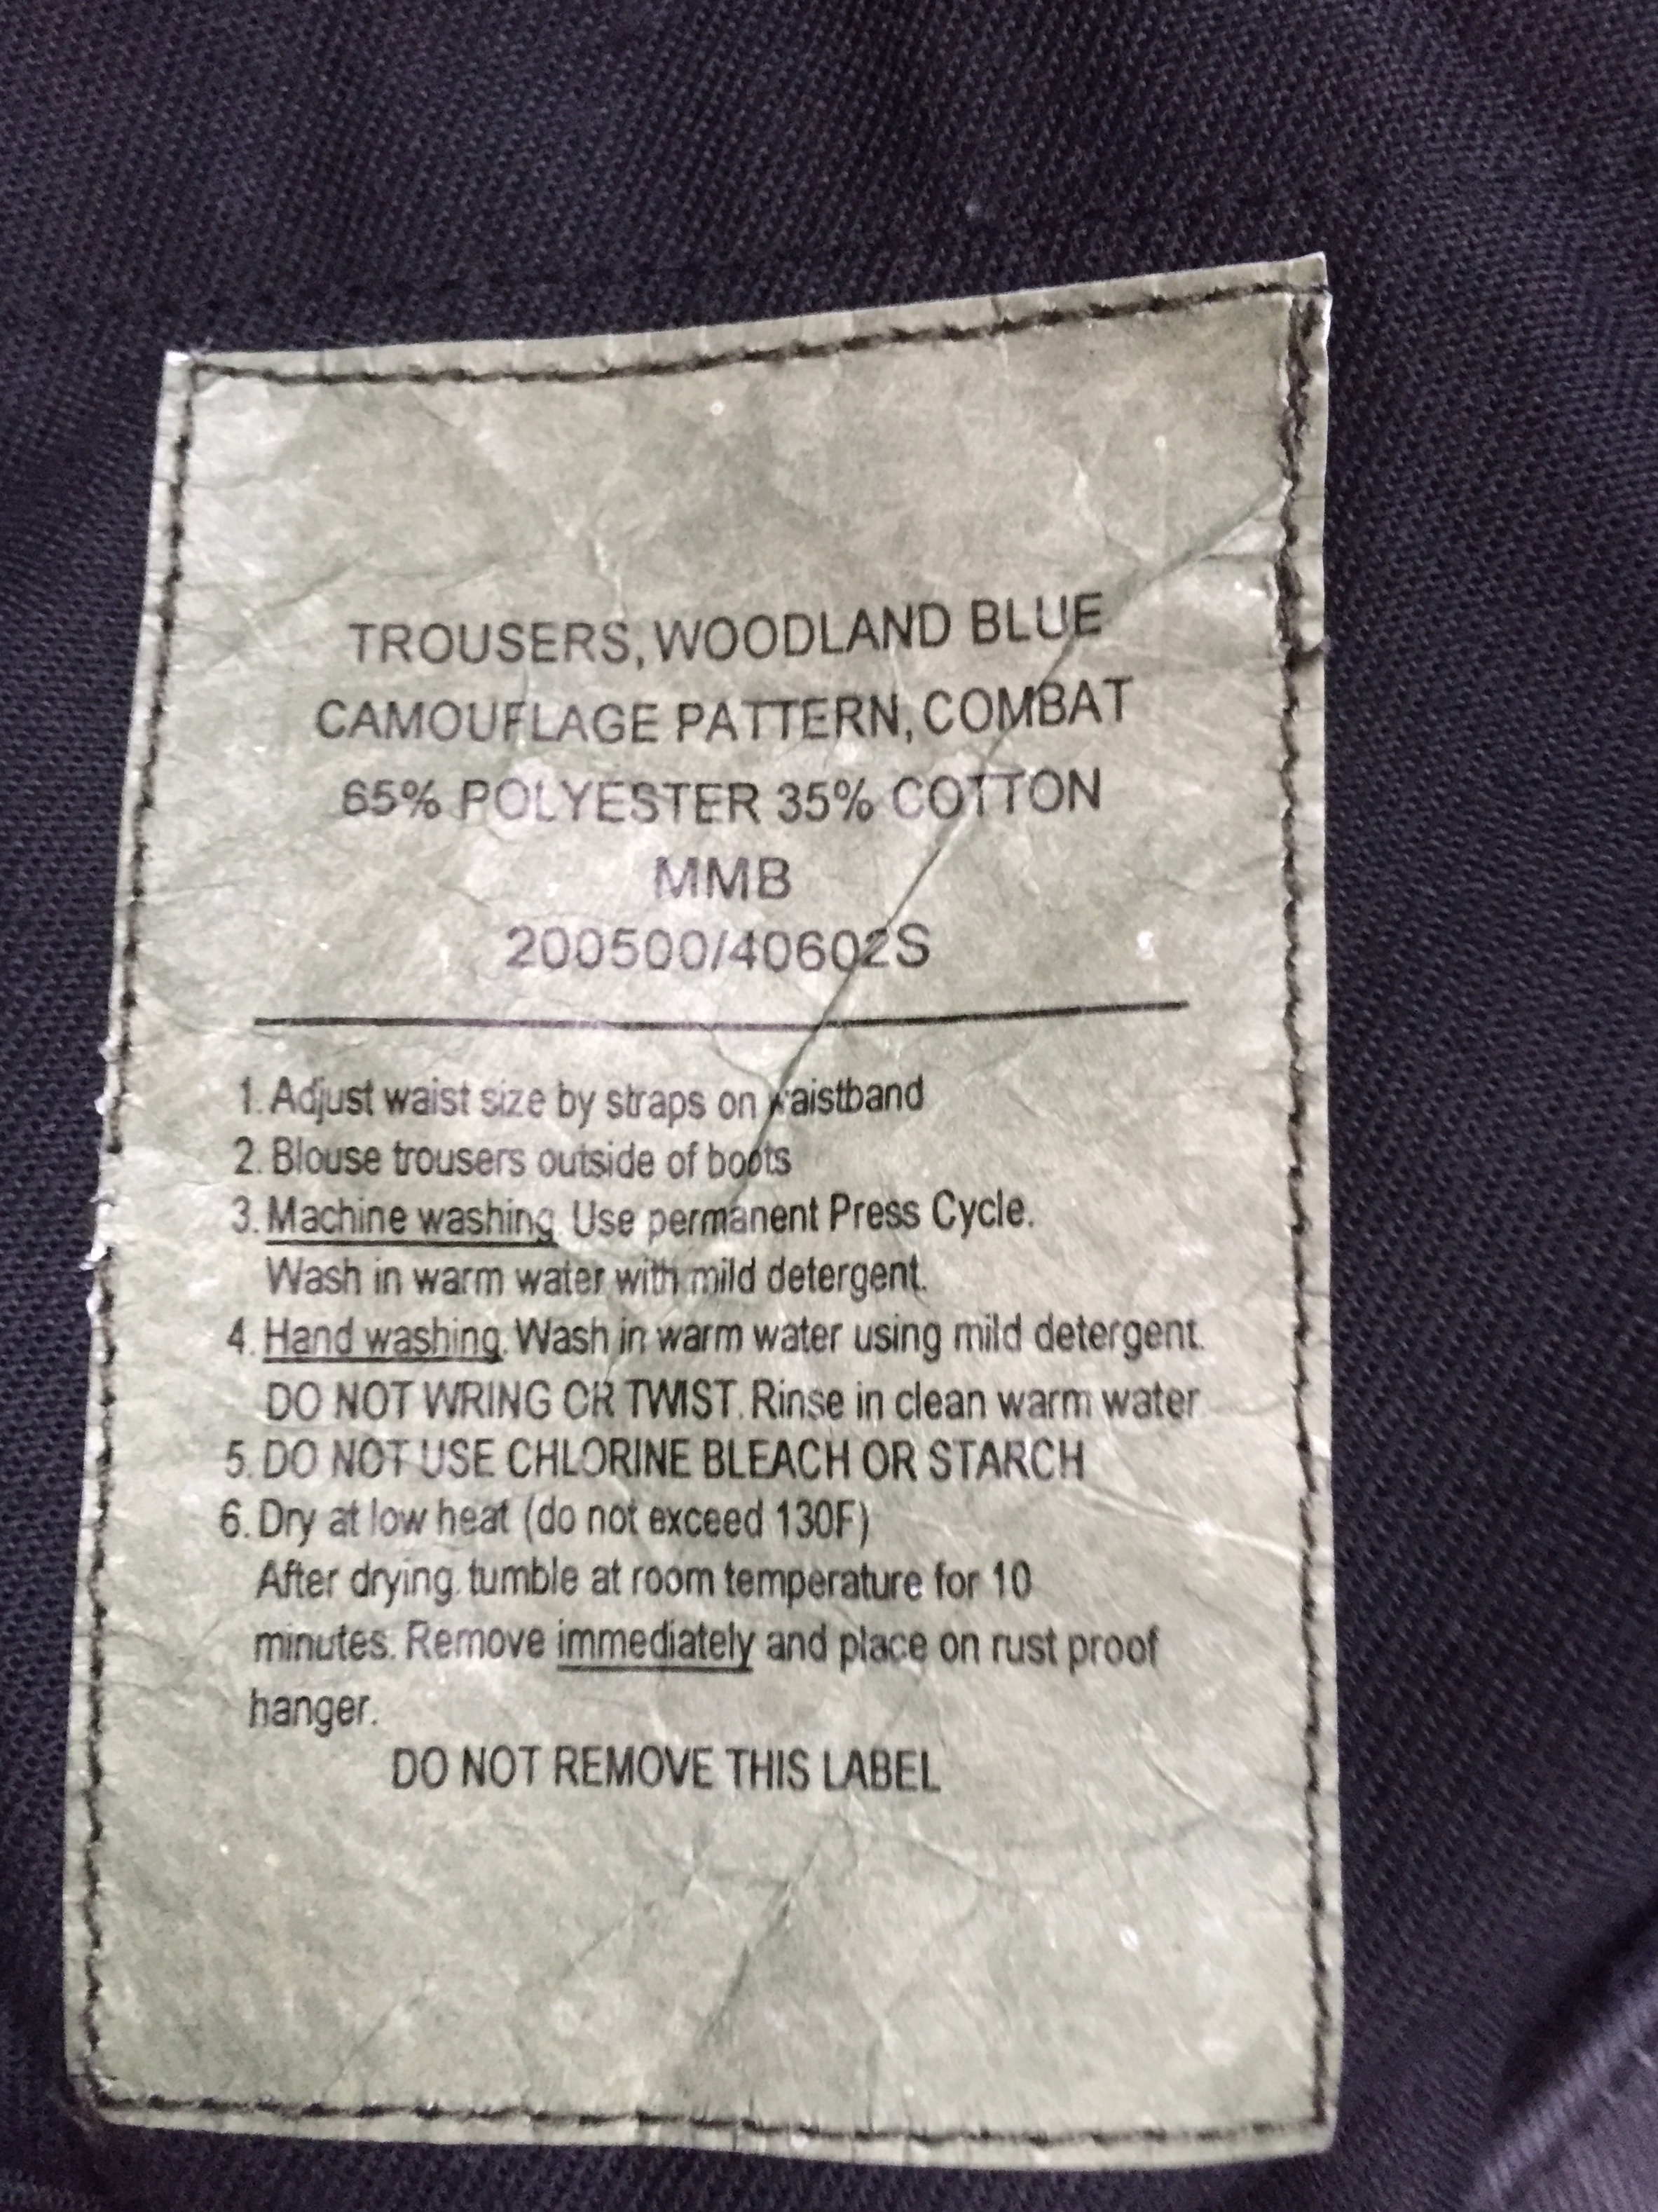 TROUSERS, WOODLAND BLUE
CAMOUFLAGE PATTERN, COMBAT
65% POLYESTER 35% COTTON
MMB
200500/40602S
1. Adjust waist size by straps on waistband
2. Blouse trousers outside of boots
3. Machine washing. Use permanent Press Cycle.
Wash in warm water with mild detergent.
4. Hand washing. Wash in warm water using mild detergent.
DO NOT WRING OR TWIST. Rinse in clean warm water
5. DO NOT USE CHLORINE BLEACH OR STARCH
6. Dry at low heat (do not exceed 130F)
After drying, tumble at room temperature for 10
minutes. Remove immediately and place on rust proof
hanger.
DO NOT REMOVE THIS LABEL